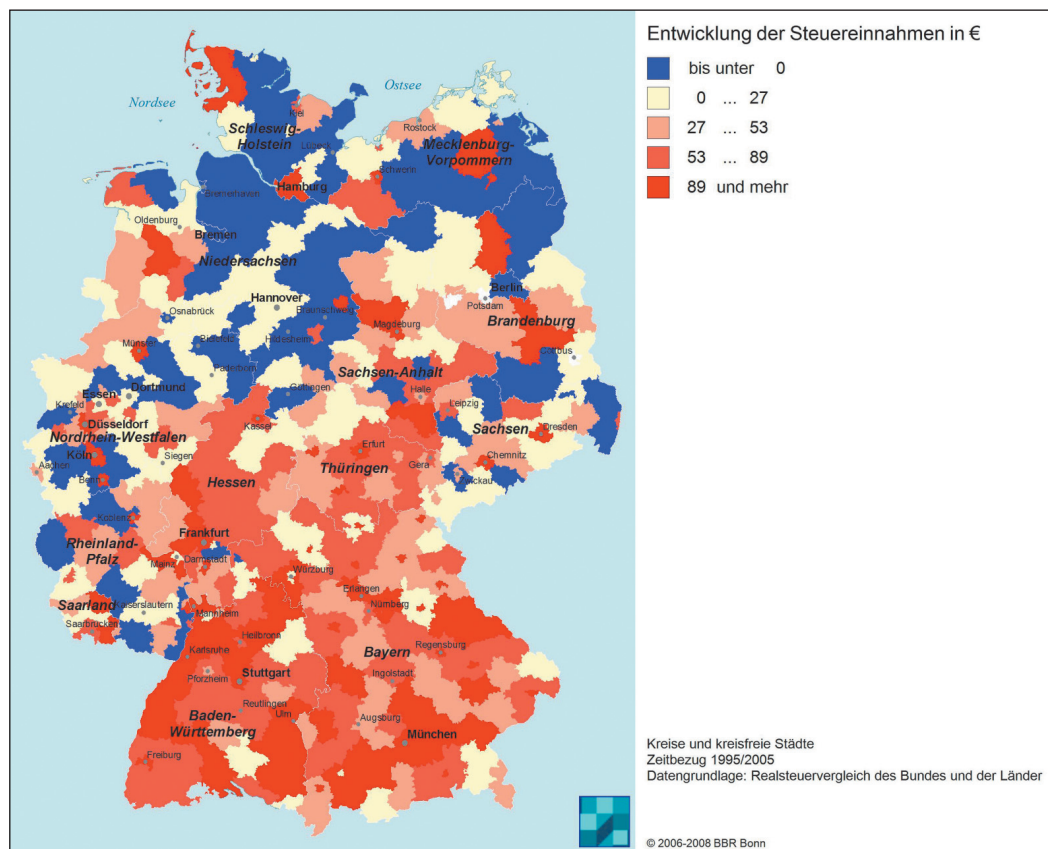 Entwicklung der Steuereinnahmen in €
bis unter 0
0 ... 27
27 ... 53
53 ... 89
89 und mehr
Nordsee
Ostsee
Kiel
Schleswig-
Holstein
Lübeck
Rostock
Mecklenburg-
Vorpommern
Schwerin
Hamburg
Bremerhaven
Oldenburg
Bremen
Niedersachsen
Hannover
Osnabrück
Braunschweig
Hildesheim
Bielefeld
Münster
Paderborn
Göttingen
Berlin
Potsdam
Brandenburg
Cottbus
Magdeburg
Sachsen-Anhalt
Halle
Leipzig
Sachsen
Dresden
Chemnitz
Zwickau
Essen
Dortmund
Krefeld
Düsseldorf
Nordrhein-Westfalen
Köln
Aachen
Bonn
Siegen
Kassel
Hessen
Erfurt
Thüringen
Gera
Koblenz
Rheinland-
Pfalz
Frankfurt
Mainz
Darmstadt
Würzburg
Saarland
Kaiserslautern
Saarbrücken
Mannheim
Erlangen
Nürnberg
Heilbronn
Karlsruhe
Bayern
Regensburg
Pforzheim
Stuttgart
Ingolstadt
Reutlingen
Ulm
Baden-
Württemberg
Augsburg
München
Freiburg
Kreise und kreisfreie Städte
Zeitbezug 1995/2005
Datengrundlage: Realsteuervergleich des Bundes und der Länder
© 2006-2008 BBR Bonn